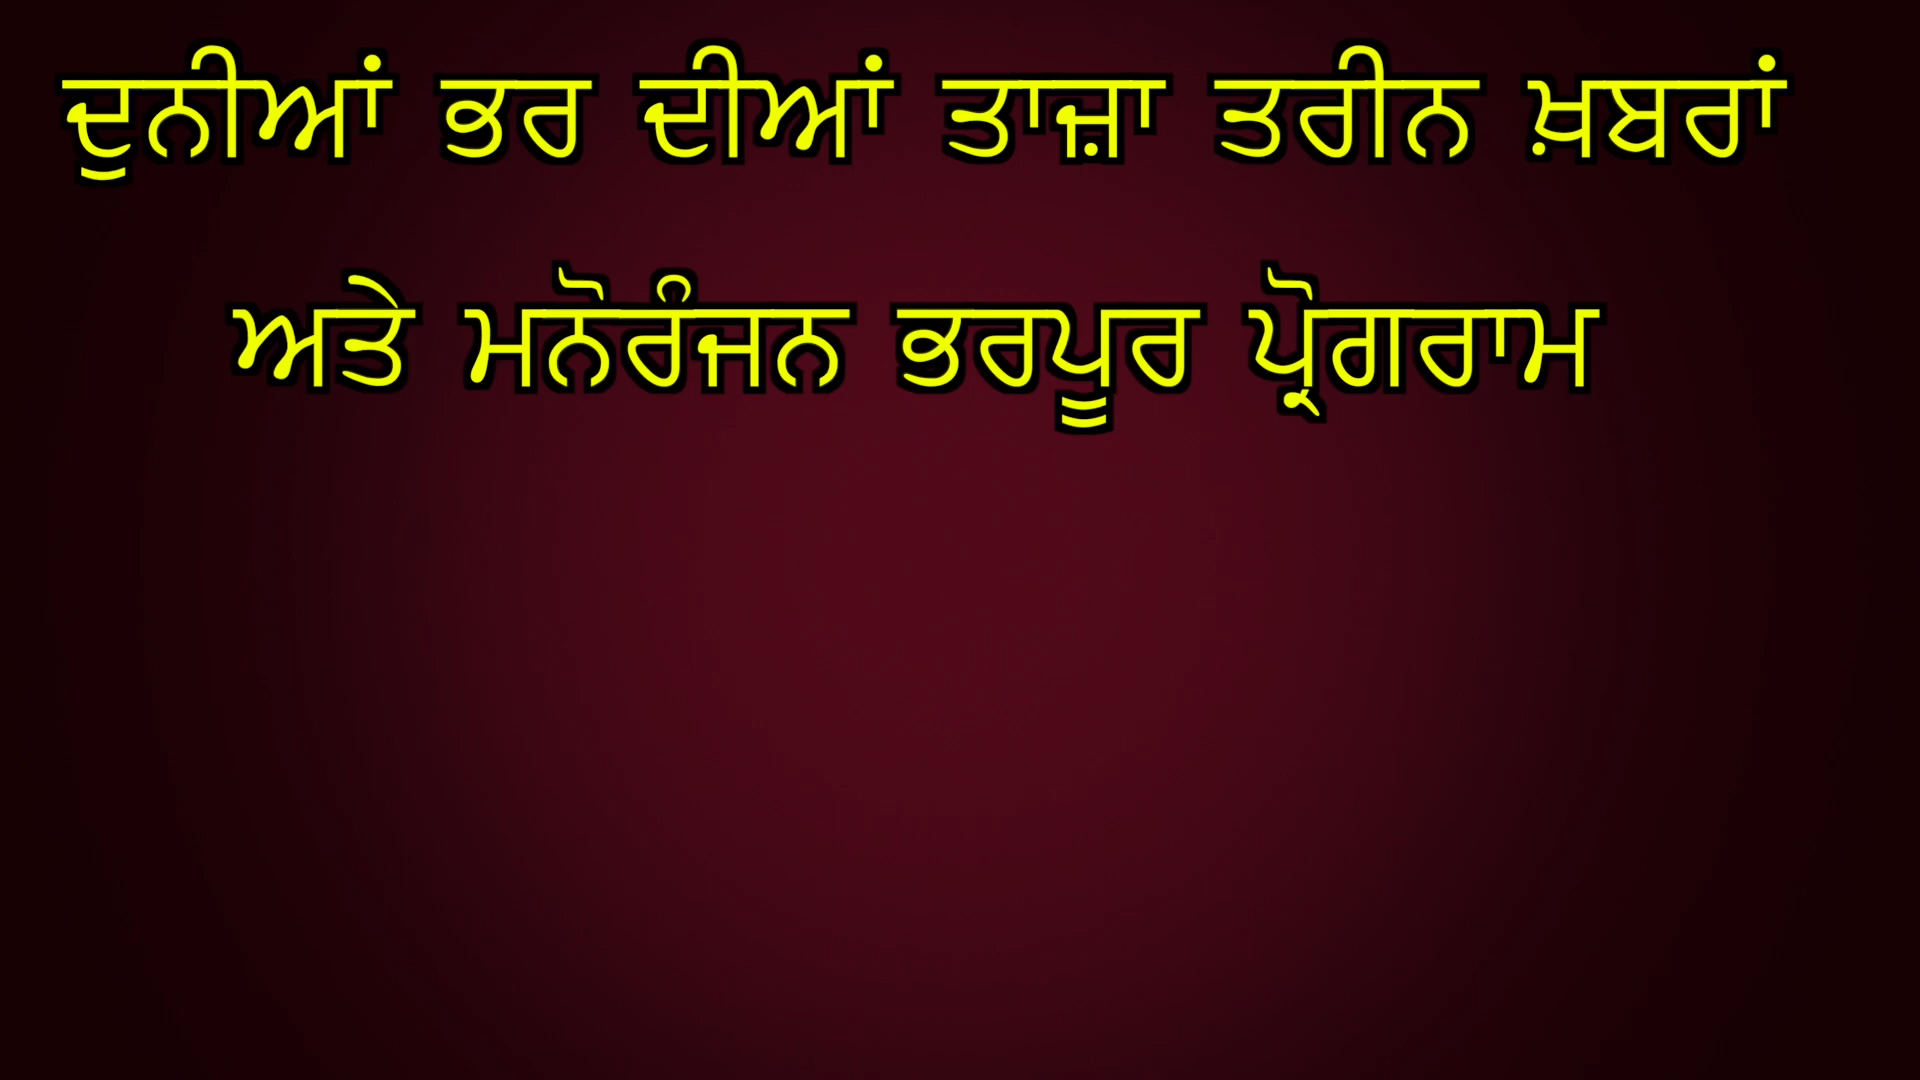 ਦੁਨੀਆਂ ਭਰ ਦੀਆਂ ਤਾਜ਼ਾ ਤਰੀਨ ਖ਼ਬਰਾਂ
ਅਤੇ ਮਨੋਰੰਜਨ ਭਰਪੂਰ ਪ੍ਰੋਗਰਾਮ